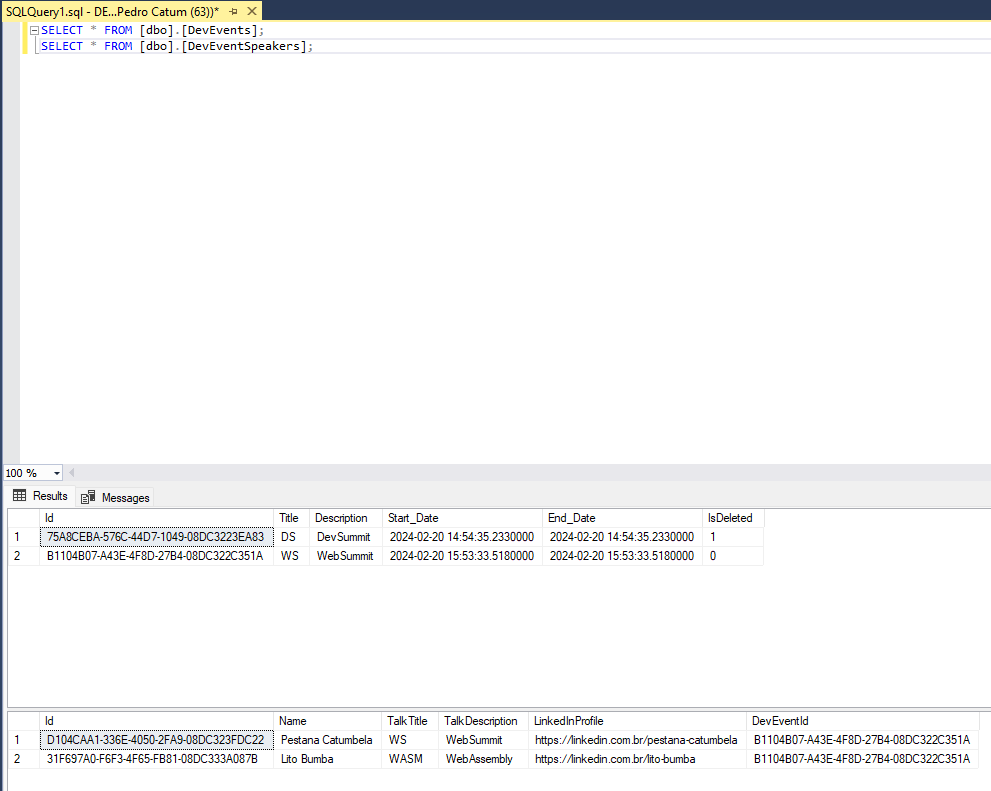 SQLQuery1.sql - DE...Pedro Catum (63))*
SELECT * FROM [dbo].[DevEvents];
SELECT * FROM [dbo].[DevEventSpeakers];
100 %
Results Messages
Id Title Description Start_Date End_Date IsDeleted
1 75A8CEBA-576C-44D7-1049-08DC3223EA83 DS DevSummit 2024-02-20 14:54:35.2330000 2024-02-20 14:54:35.2330000 1
2 B1104B07-A43E-4F8D-27B4-08DC322C351A WS WebSummit 2024-02-20 15:53:33.5180000 2024-02-20 15:53:33.5180000 0
Id Name TalkTitle TalkDescription LinkedInProfile DevEventId
1 D104CAA1-336E-4050-2FA9-08DC323FDC22 Pestana Catumbela WS WebSummit https://linkedin.com.br/pestana-catumbela B1104B07-A43E-4F8D-27B4-08DC322C351A
2 31F697A0-F6F3-4F65-FB81-08DC333A087B Lito Bumba WASM WebAssembly https://linkedin.com.br/lito-bumba B1104B07-A43E-4F8D-27B4-08DC322C351A